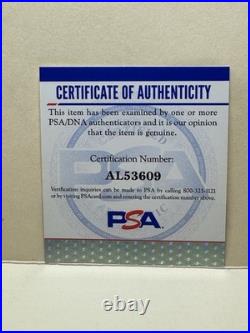 CERTIFICATE OF AUTHENTICITY
This item has been examined by one or more
PSA/DNA authenticators and it is our opinion
that the item is genuine.
Certification Number:
AL53609
Verification inquiries can be made to PSA by calling 800-325-1121
or by visiting PSAcard.com and entering the certification number above.
PSA